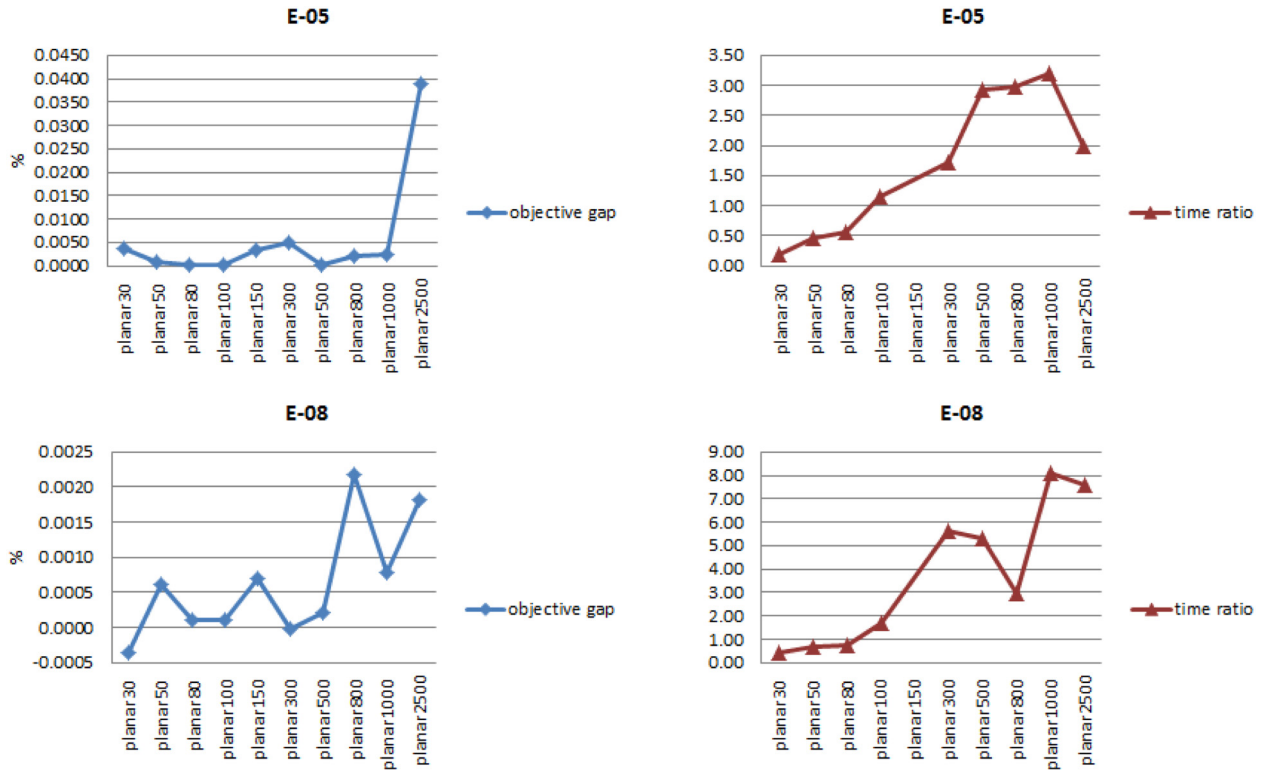 E-05
0.0450
0.0400
0.0350
0.0300
0.0250
0.0200
0.0150
0.0100
0.0050
0.0000
%
planar30
planar50
planar80
planar100
planar150
planar300
planar500
planar800
planar1000
planar2500
objective gap
E-05
3.50
3.00
2.50
2.00
1.50
1.00
0.50
0.00
planar30
planar50
planar80
planar100
planar150
planar300
planar500
planar800
planar1000
planar2500
time ratio
E-08
0.0025
0.0020
0.0015
0.0010
0.0005
0.0000
-0.0005
%
planar30
planar50
planar80
planar100
planar150
planar300
planar500
planar800
planar1000
planar2500
objective gap
E-08
9.00
8.00
7.00
6.00
5.00
4.00
3.00
2.00
1.00
0.00
planar30
planar50
planar80
planar100
planar150
planar300
planar500
planar800
planar1000
planar2500
time ratio